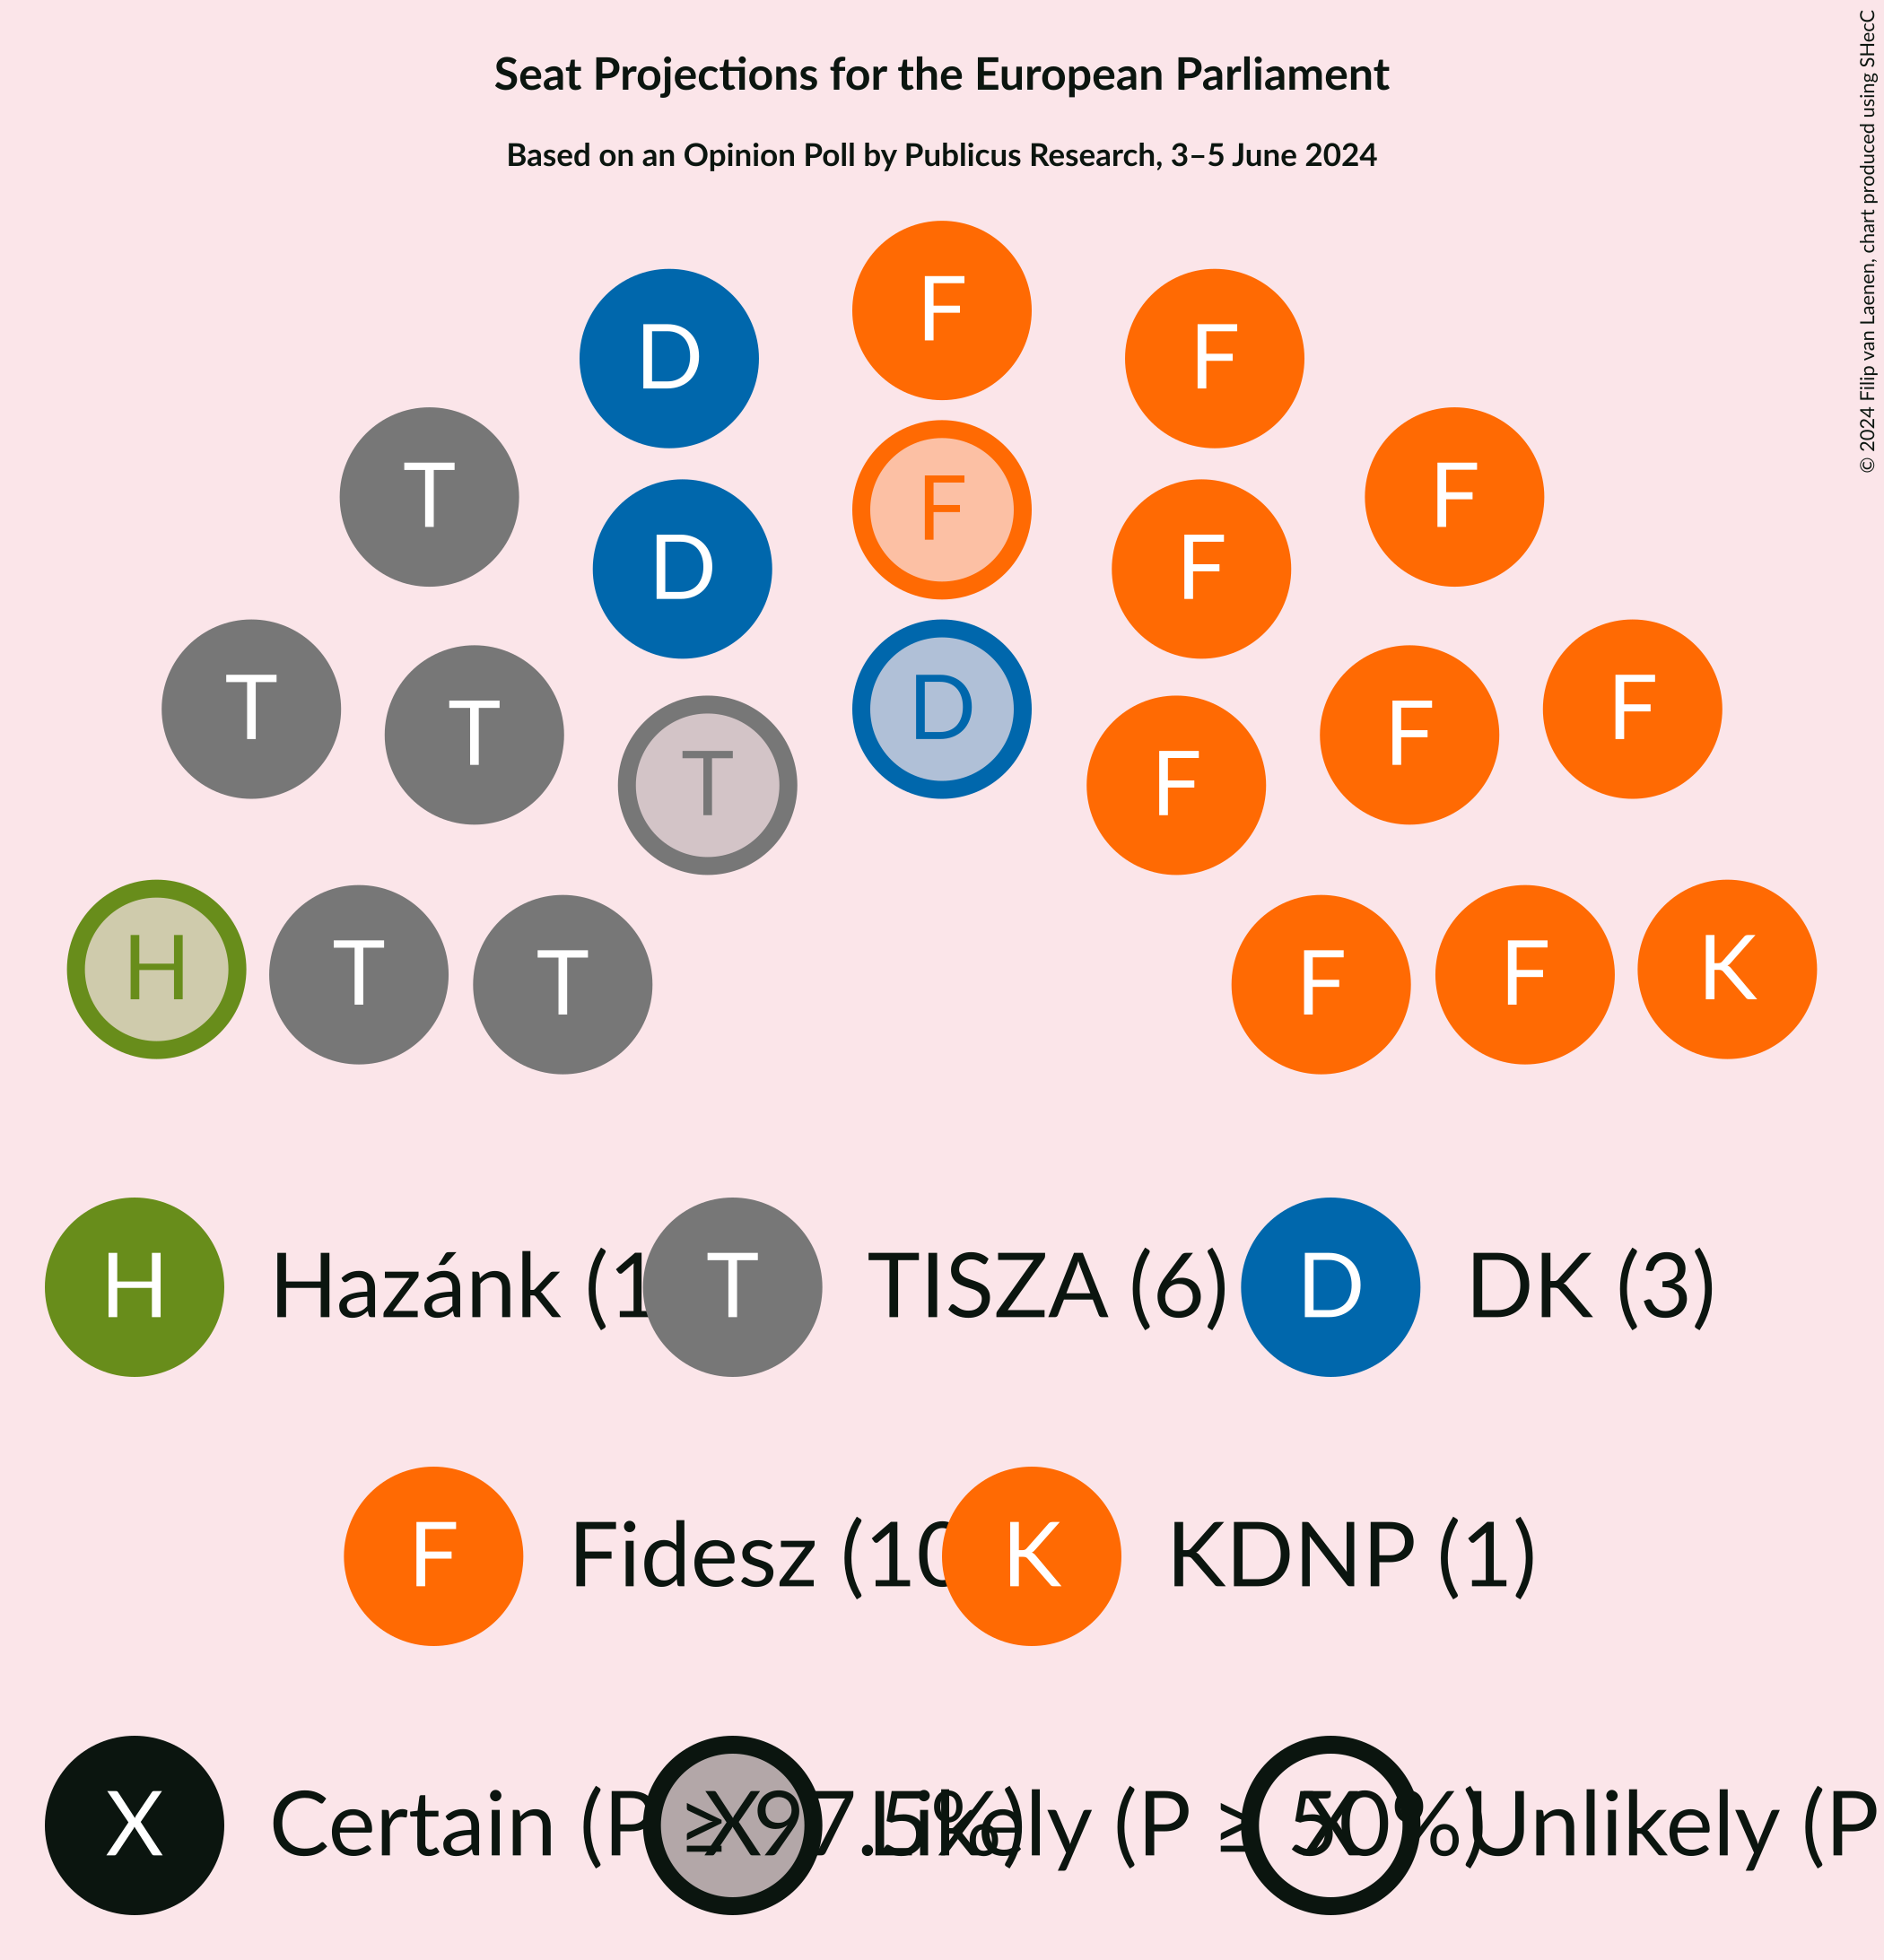 Seat Projections for the European Parliament
Based on an Opinion Poll by Publicus Research, 3–5 June 2024
© 2024 Filip van Laenen, chart produced using SHecC
F
D F
T F
F
D F
T D F
T F
T F
H T T F F K
H Hazánk (1 T TISZA (6) D DK (3)
F Fidesz (10 K KDNP (1)
X Certain (P ≥ 97.5%) X Likely (P ≥ 50%) X Unlikely (P